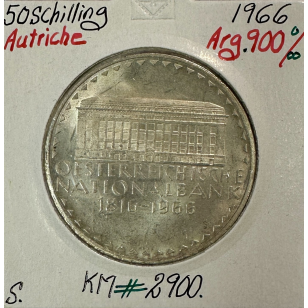 50Schilling 1966
Autriche Arg.900‰
OESTERREICHISCHE
NATIONALBANK
1816-1966
S. KM#2900.